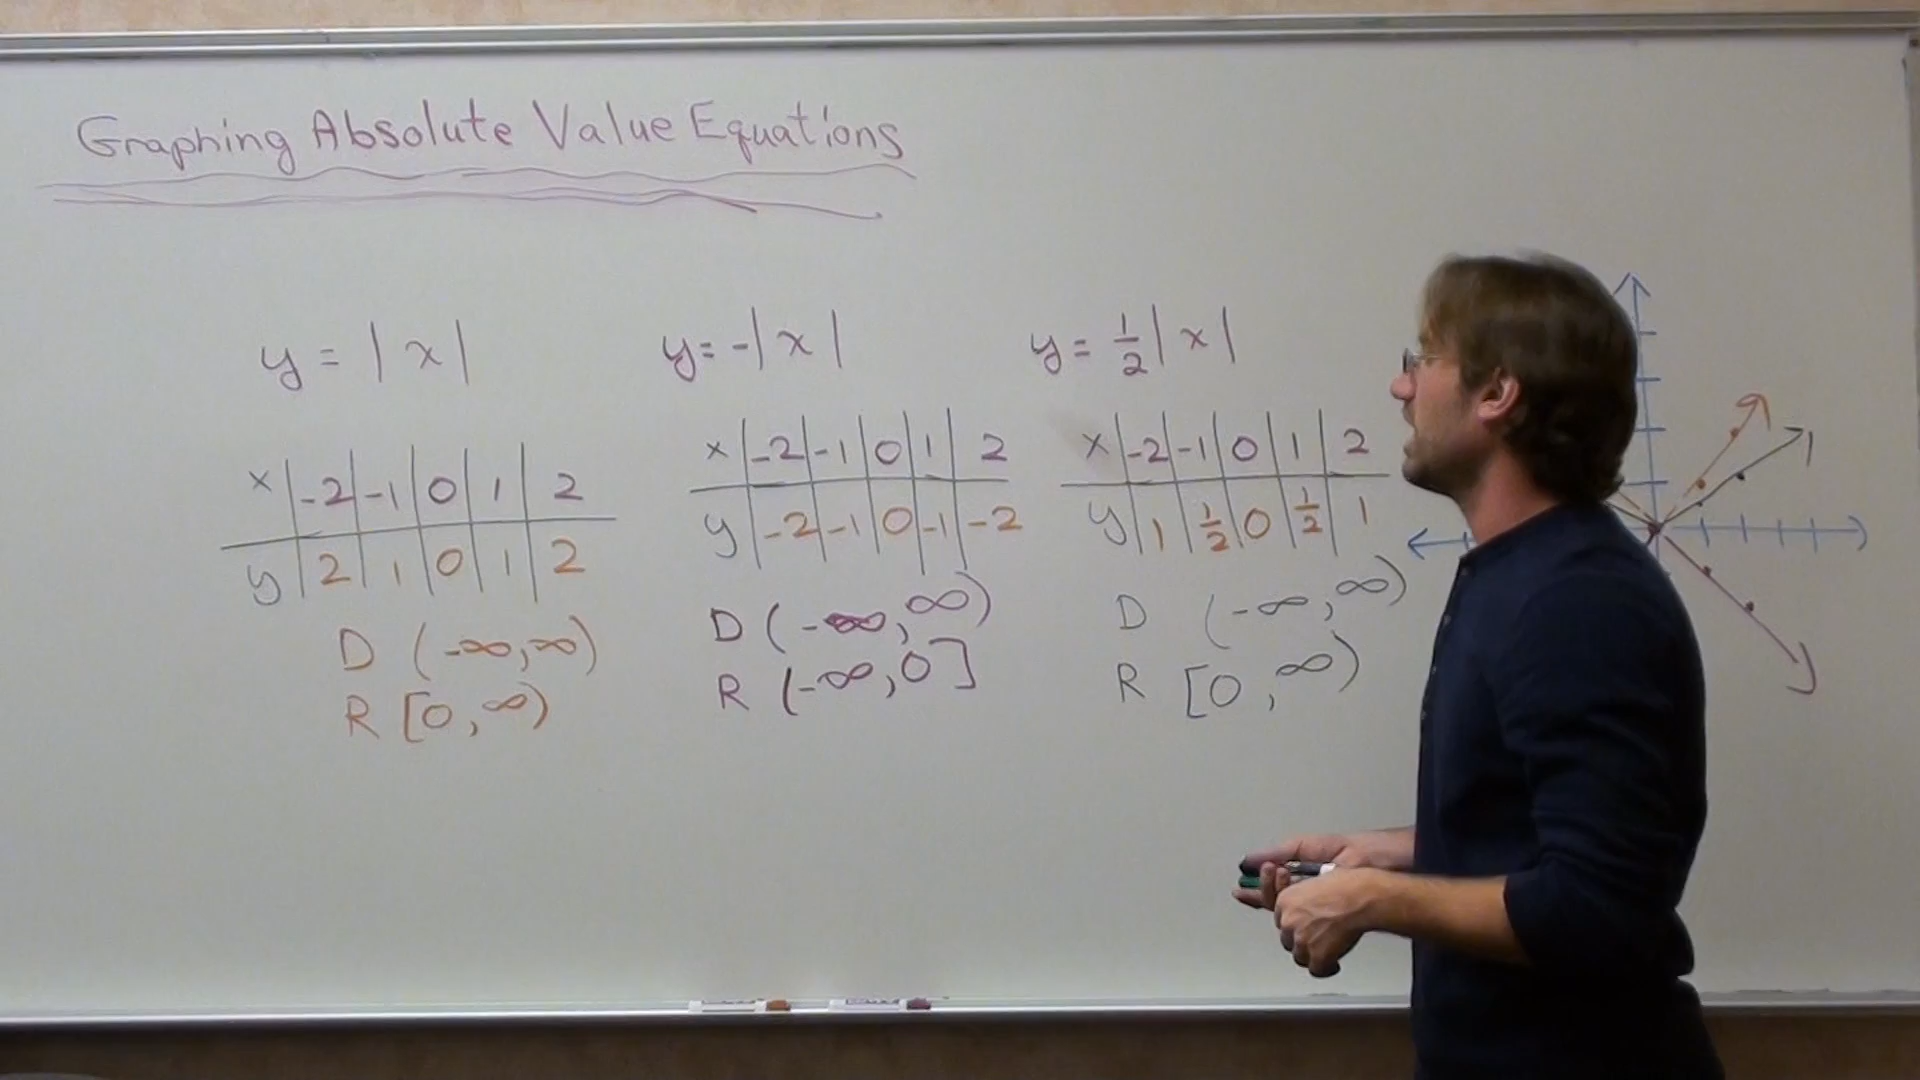 Graphing Absolute Value Equations
y = |x|
x -2 -1 0 1 2
y 2 1 0 1 2
D (-∞,∞)
R [0,∞)
y=-|x|
x -2 -1 0 1 2
y -2 -1 0 -1 -2
D (-∞,∞)
R (-∞,0]
y = 1/2|x|
x -2 -1 0 1 2
y 1 1/2 0 1/2 1
D (-∞,∞)
R [0,∞)